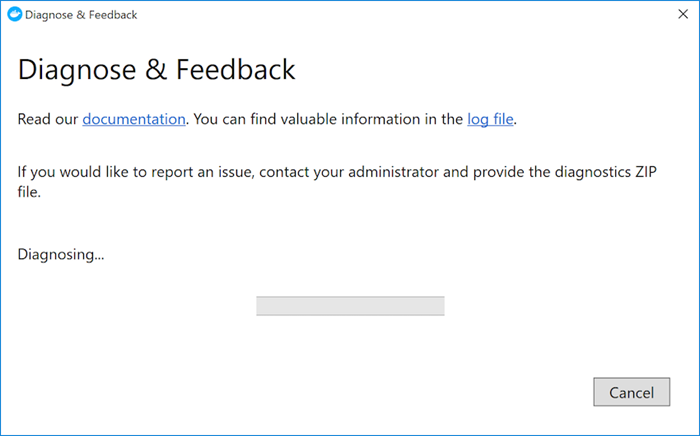 Diagnose & Feedback
Diagnose & Feedback
Read our documentation. You can find valuable information in the log file.
If you would like to report an issue, contact your administrator and provide the diagnostics ZIP
file.
Diagnosing...
Cancel